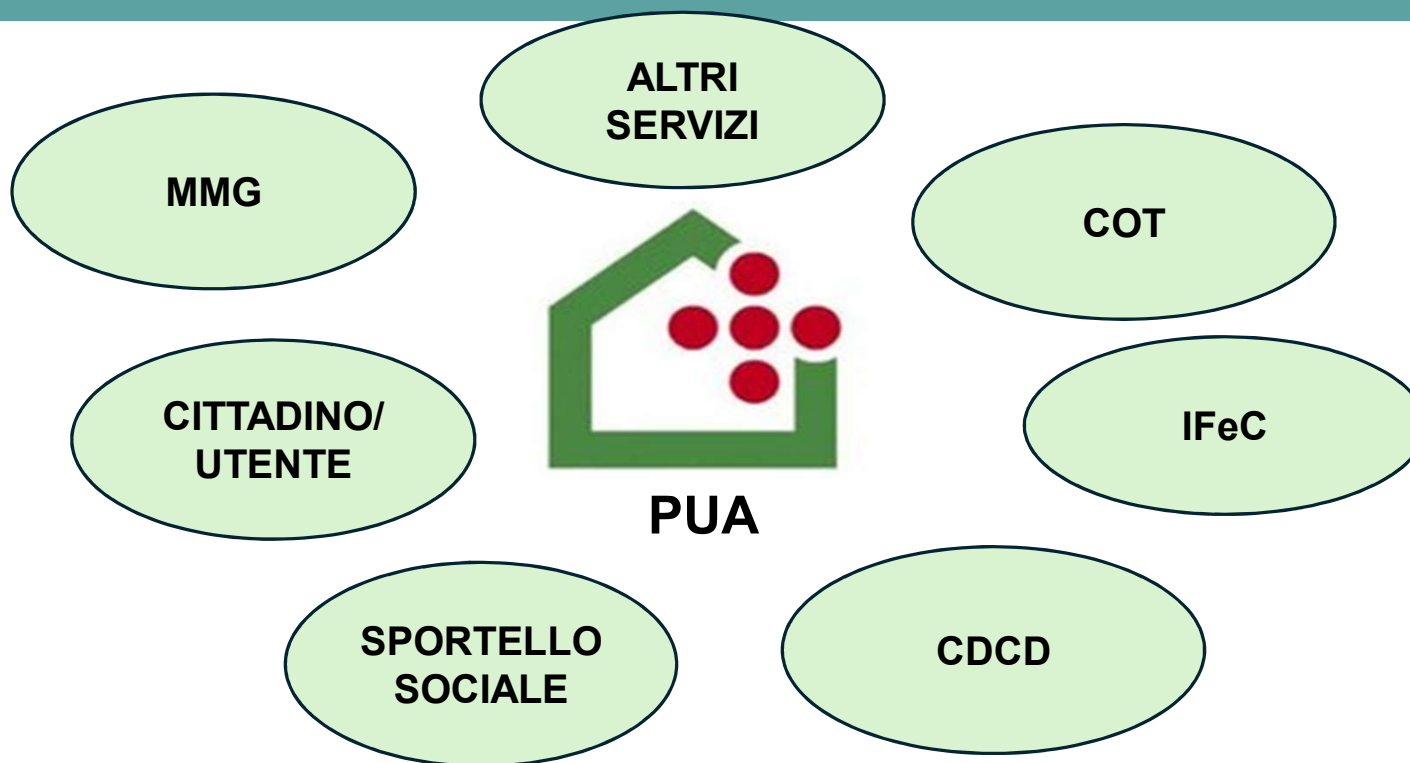 ALTRI
SERVIZI
MMG
COT
CITTADINO/
UTENTE
IFeC
PUA
SPORTELLO
SOCIALE
CDCD